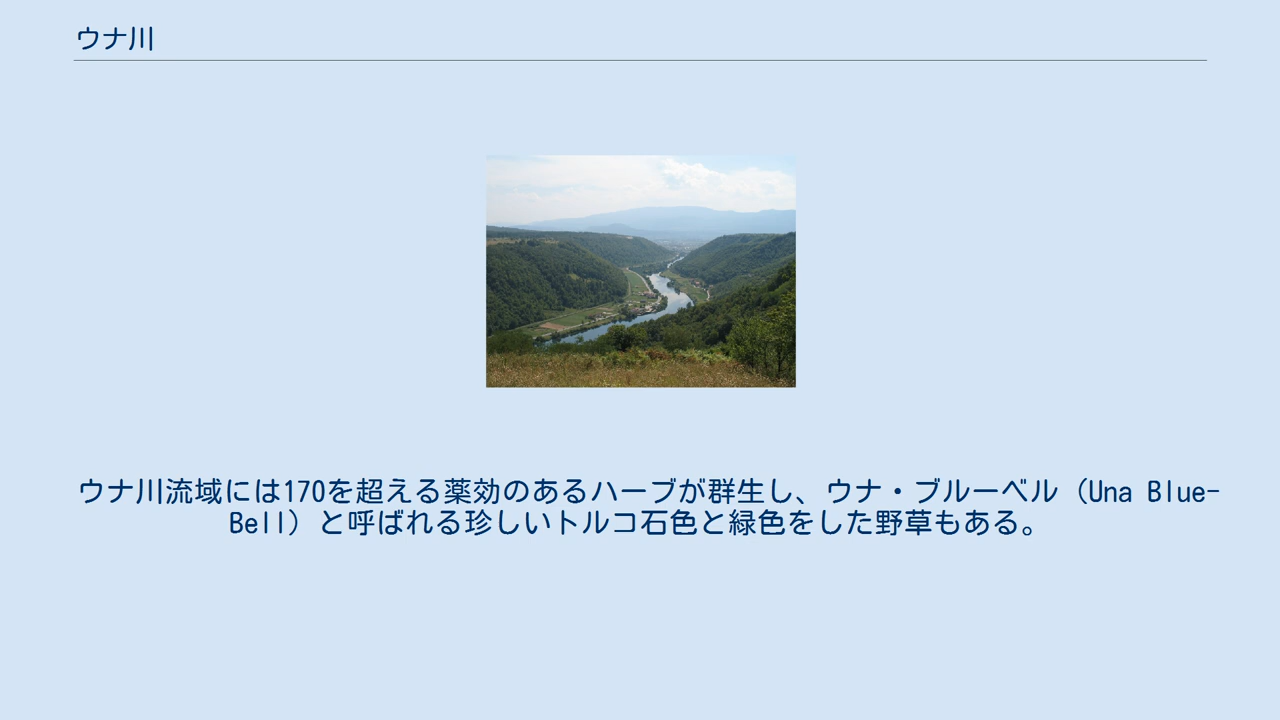 ウナ川
ウナ川流域には170を超える薬効のあるハーブが群生し、ウナ・ブルーベル（Una Blue-
Bell）と呼ばれる珍しいトルコ石色と緑色をした野草もある。